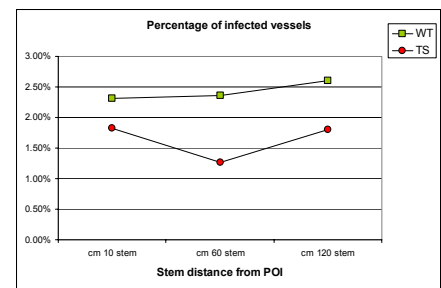 Percentage of infected vessels
WT
TS
3.00%
2.50%
2.00%
1.50%
1.00%
0.50%
0.00%
cm 10 stem cm 60 stem cm 120 stem
Stem distance from POI